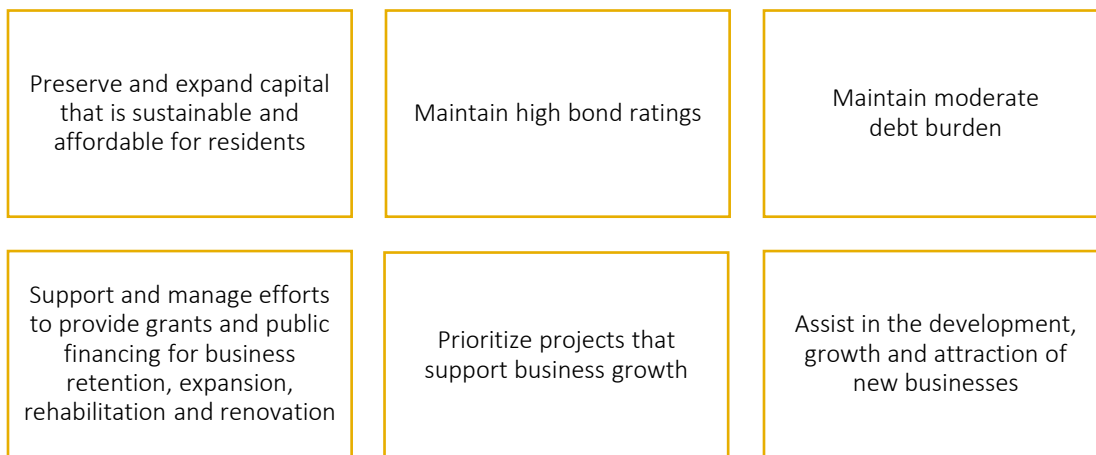 Preserve and expand capital
that is sustainable and
affordable for residents
Maintain high bond ratings
Maintain moderate
debt burden
Support and manage efforts
to provide grants and public
financing for business
retention, expansion,
rehabilitation and renovation
Prioritize projects that
support business growth
Assist in the development,
growth and attraction of
new businesses